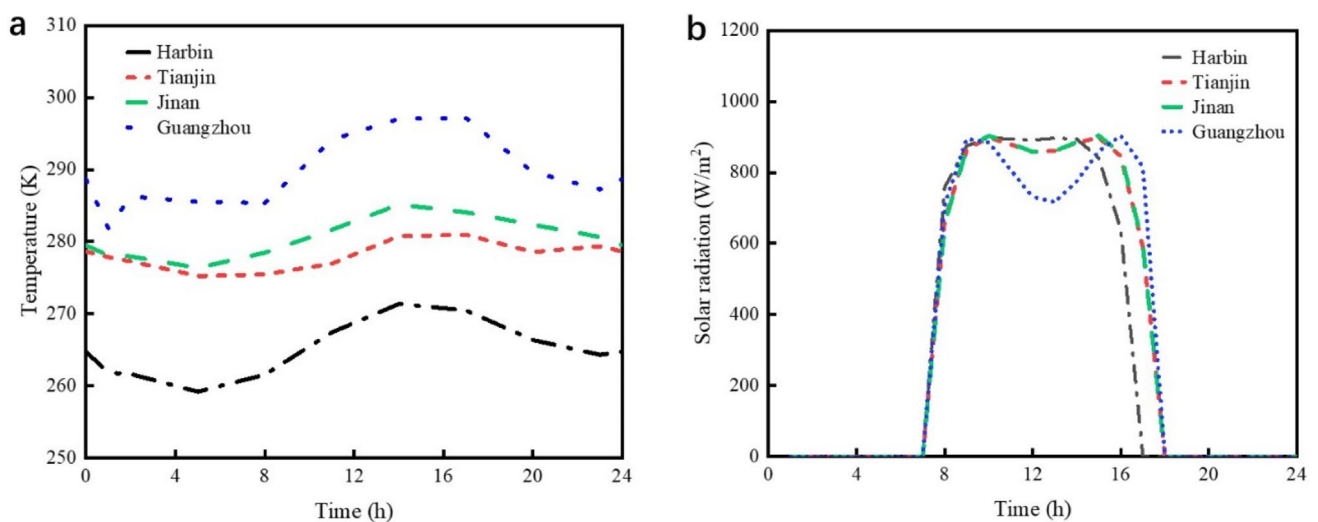 a
310
300
290
280
270
260
250
Temperature (K)
Harbin
Tianjin
Jinan
Guangzhou
0 4 8 12 16 20 24
Time (h)
b
1200
1000
800
600
400
200
0
Solar radiation (W/m²)
Harbin
Tianjin
Jinan
Guangzhou
0 4 8 12 16 20 24
Time (h)